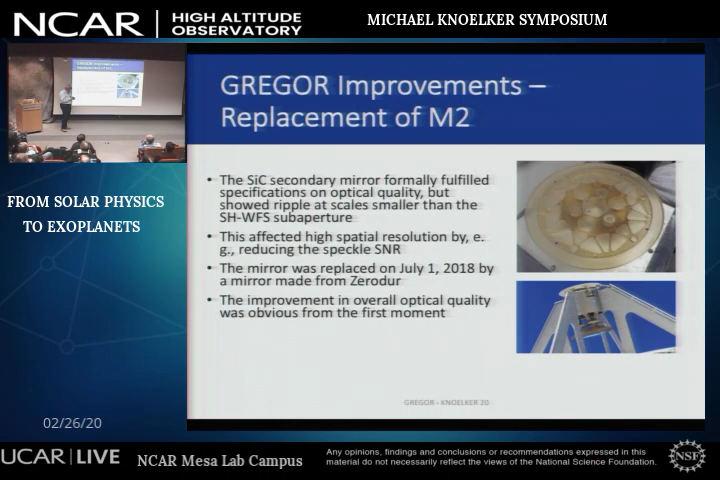 NCAR
HIGH ALTITUDE
OBSERVATORY
MICHAEL KNOELKER SYMPOSIUM
GREGOR Improvements –
Replacement of M2
FROM SOLAR PHYSICS
TO EXOPLANETS
• The SiC secondary mirror formally fulfilled
specifications on optical quality, but
showed ripple at scales smaller than the
SH-WFS subaperture
• This affected high spatial resolution by, e.
g., reducing the speckle SNR
• The mirror was replaced on July 1, 2018 by
a mirror made from Zerodur
• The improvement in overall optical quality
was obvious from the first moment
GREGOR - KNOELKER 20
02/26/20
UCAR|LIVE
NCAR Mesa Lab Campus
Any opinions, findings and conclusions or recommendations expressed in this
material do not necessarily reflect the views of the National Science Foundation.
NSF